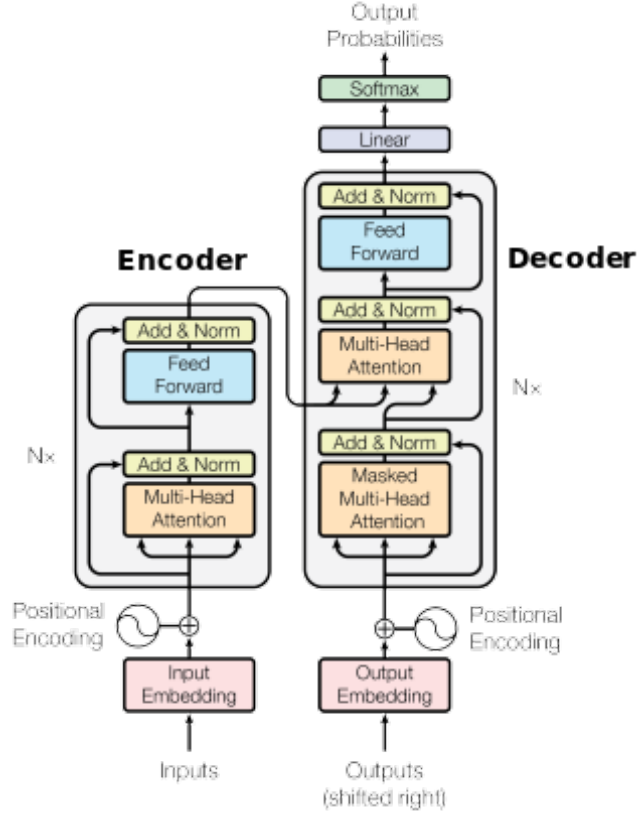 Output
Probabilities
Softmax
Linear
Add & Norm
Feed
Forward
Add & Norm
Multi-Head
Attention
Add & Norm
Masked
Multi-Head
Attention
Decoder
N×
Encoder
Add & Norm
Feed
Forward
Add & Norm
Multi-Head
Attention
N×
Positional
Encoding
Positional
Encoding
Input
Embedding
Output
Embedding
Inputs
Outputs
(shifted right)